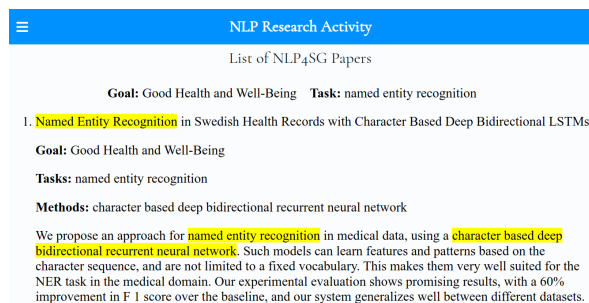 NLP Research Activity
List of NLP4SG Papers
Goal: Good Health and Well-Being Task: named entity recognition
1. Named Entity Recognition in Swedish Health Records with Character Based Deep Bidirectional LSTMs
Goal: Good Health and Well-Being
Tasks: named entity recognition
Methods: character based deep bidirectional recurrent neural network
We propose an approach for named entity recognition in medical data, using a character based deep
bidirectional recurrent neural network. Such models can learn features and patterns based on the
character sequence, and are not limited to a fixed vocabulary. This makes them very well suited for the
NER task in the medical domain. Our experimental evaluation shows promising results, with a 60%
improvement in F 1 score over the baseline, and our system generalizes well between different datasets.